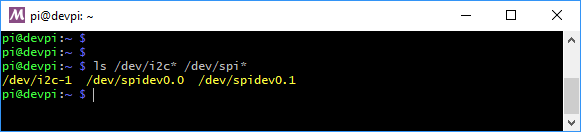 pi@devpi: ~
pi@devpi:~ $
pi@devpi:~ $
pi@devpi:~ $ ls /dev/i2c* /dev/spi*
/dev/i2c-1  /dev/spidev0.0  /dev/spidev0.1
pi@devpi:~ $